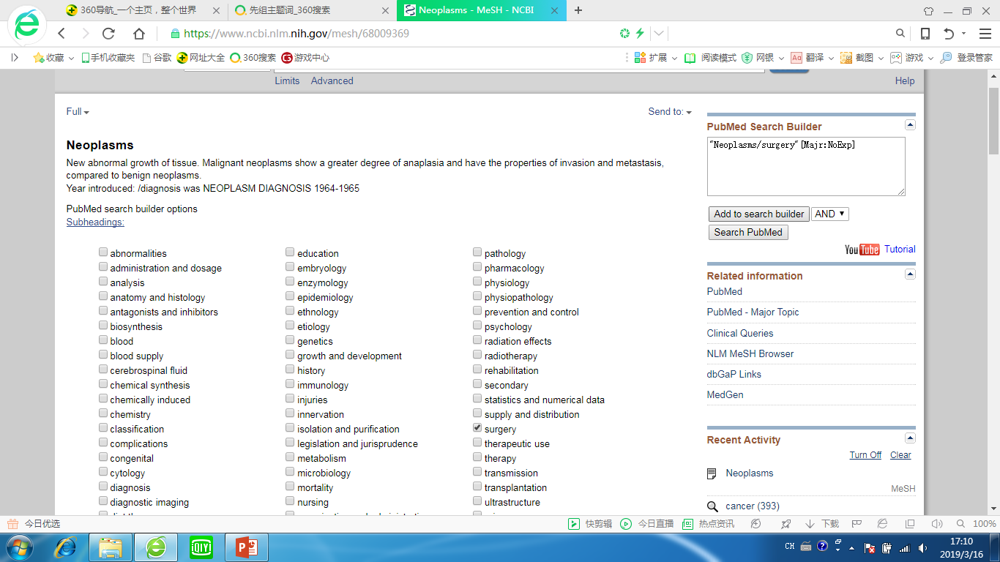 360导航_一个主页，整个世界
先组主题词_360搜索
Neoplasms - MeSH - NCBI
https://www.ncbi.nlm.nih.gov/mesh/68009369
收藏 手机收藏夹 谷歌 网址大全 360搜索 游戏中心 扩展 阅读模式 网银 翻译 截图 游戏 登录管家
Limits Advanced Help
Full Send to:
Neoplasms
New abnormal growth of tissue. Malignant neoplasms show a greater degree of anaplasia and have the properties of invasion and metastasis,
compared to benign neoplasms.
Year introduced: /diagnosis was NEOPLASM DIAGNOSIS 1964-1965
PubMed search builder options
Subheadings:
abnormalities
administration and dosage
analysis
anatomy and histology
antagonists and inhibitors
biosynthesis
blood
blood supply
cerebrospinal fluid
chemical synthesis
chemically induced
chemistry
classification
complications
congenital
cytology
diagnosis
diagnostic imaging
education
embryology
enzymology
epidemiology
ethnology
etiology
genetics
growth and development
history
immunology
injuries
innervation
isolation and purification
legislation and jurisprudence
metabolism
microbiology
mortality
nursing
pathology
pharmacology
physiology
physiopathology
prevention and control
psychology
radiation effects
radiotherapy
rehabilitation
secondary
statistics and numerical data
supply and distribution
surgery
therapeutic use
therapy
transmission
transplantation
ultrastructure
PubMed Search Builder
"Neoplasms/surgery"[Majr:NoExp]
Add to search builder AND
Search PubMed
YouTube Tutorial
Related information
PubMed
PubMed - Major Topic
Clinical Queries
NLM MeSH Browser
dbGaP Links
MedGen
Recent Activity
Turn Off Clear
Neoplasms
MeSH
cancer (393)
今日优选 快剪辑 今日直播 热点资讯 下载 100%
QIY CH 17:10
2019/3/16